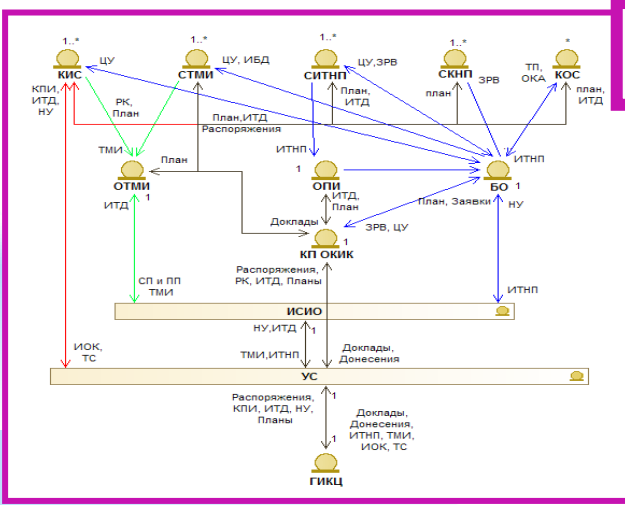 1..*
1..*
1..*
1..*
*
КИС
СТМИ
СИТНП
СКНП
КОС
ЦУ
ЦУ, ИБД
ЦУ,ЗРВ
ЗРВ
ТП,
ОКА
КПИ,
ИТД,
НУ
РК,
План
План,
ИТД
план
план,
ИТД
План,ИТД
Распоряжения
ТМИ
План
ИТНП
ИТНП
ОТМИ
1
1
ОПИ
БО
1
ИТД
ИТД,
План
План, Заявки
НУ
Доклады
ЗРВ, ЦУ
1
КП ОКИК
Распоряжения,
РК, ИТД, Планы
СП и ПП
ТМИ
ИТНП
ИСИО
НУ,ИТД
1
ИОК,
ТС
ТМИ,ИТНП
Доклады,
Донесения
УС
Распоряжения,
КПИ, ИТД, НУ,
Планы
1
Доклады,
Донесения,
ИТНП, ТМИ,
ИОК, ТС
1
ГИКЦ